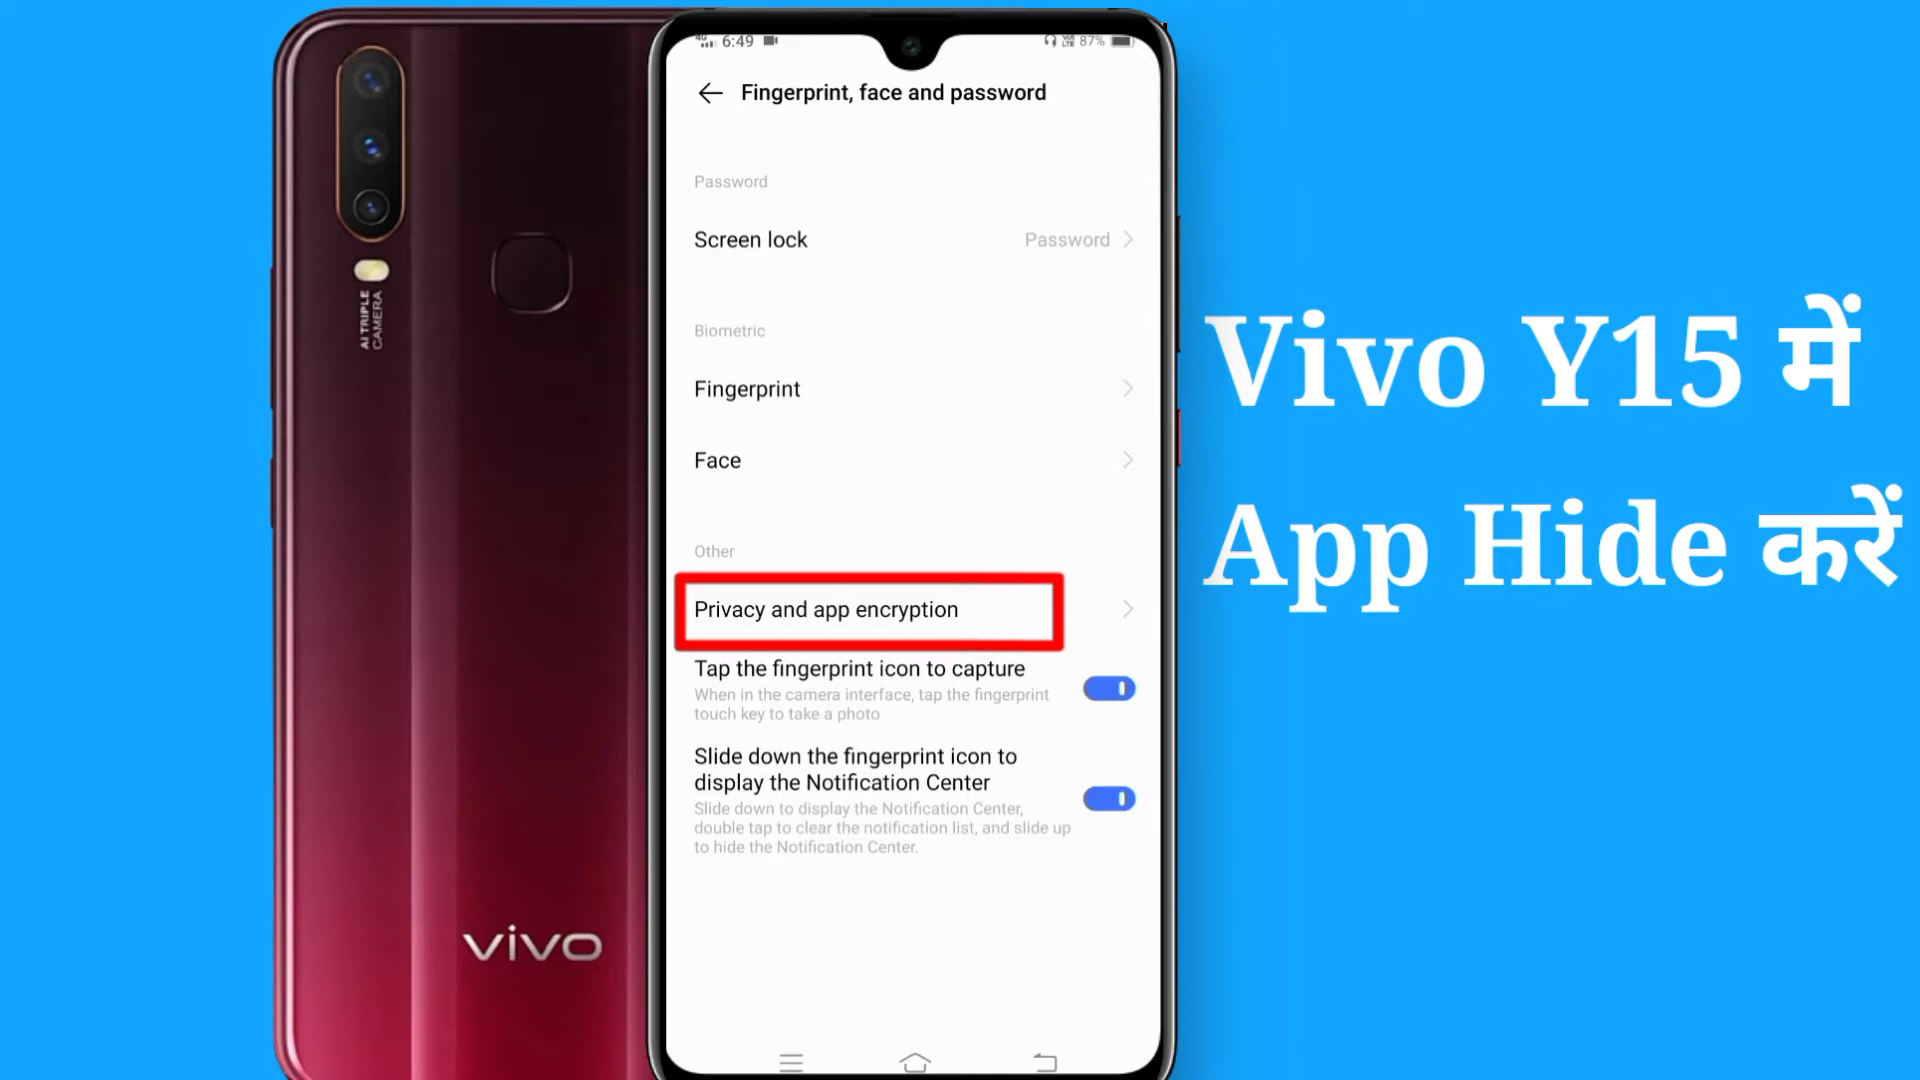 4G 6:49
VoI LTE 87%
Fingerprint, face and password
Password
Screen lock
Password
Biometric
Fingerprint
Face
Other
Privacy and app encryption
Tap the fingerprint icon to capture
When in the camera interface, tap the fingerprint
touch key to take a photo
Slide down the fingerprint icon to
display the Notification Center
Slide down to display the Notification Center,
double tap to clear the notification list, and slide up
to hide the Notification Center.
AI TRIPLE
CAMERA
vivo
Vivo Y15 में
App Hide करें